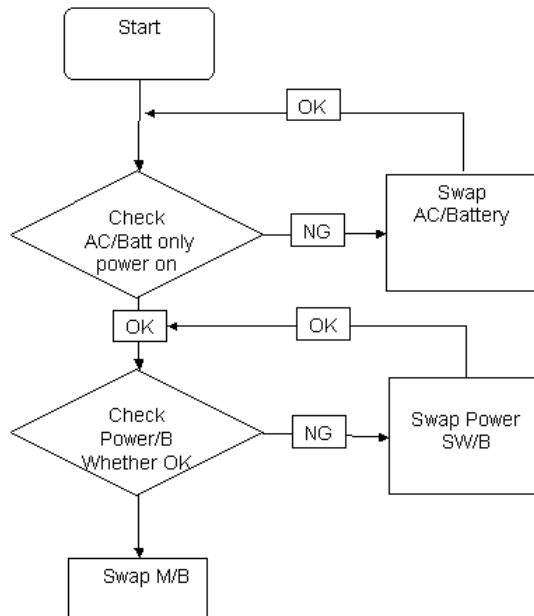 Start
OK
Swap
AC/Battery
Check
AC/Batt only
power on
NG
OK
OK
Check
Power/B
Whether OK
NG
Swap Power
SW/B
Swap M/B